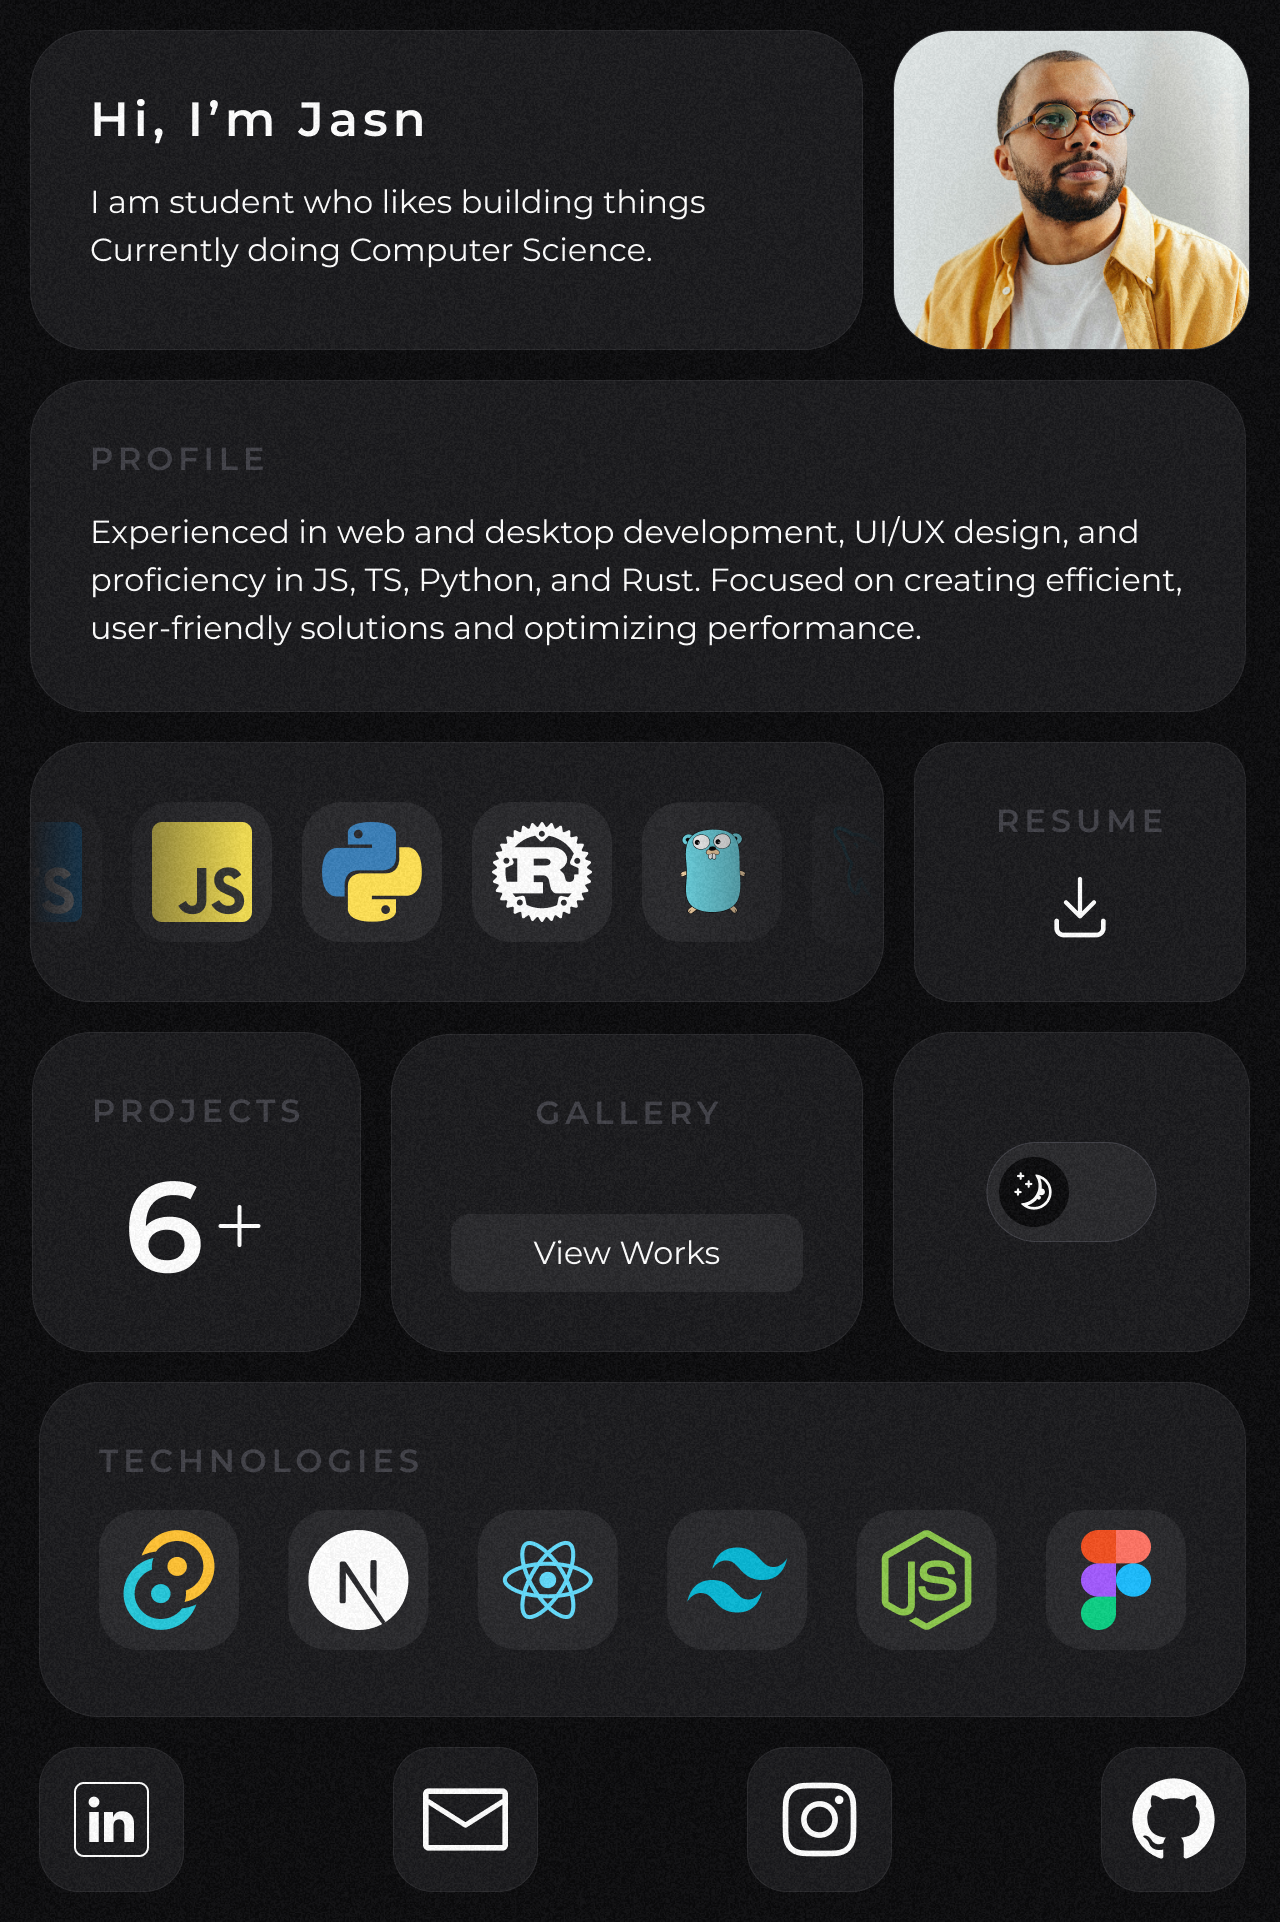 Hi, I’m Jasn
I am student who likes building things
Currently doing Computer Science.
PROFILE
Experienced in web and desktop development, UI/UX design, and
proficiency in JS, TS, Python, and Rust. Focused on creating efficient,
user-friendly solutions and optimizing performance.
S
JS
R
RESUME
PROJECTS
6+
GALLERY
View Works
TECHNOLOGIES
N
JS
in